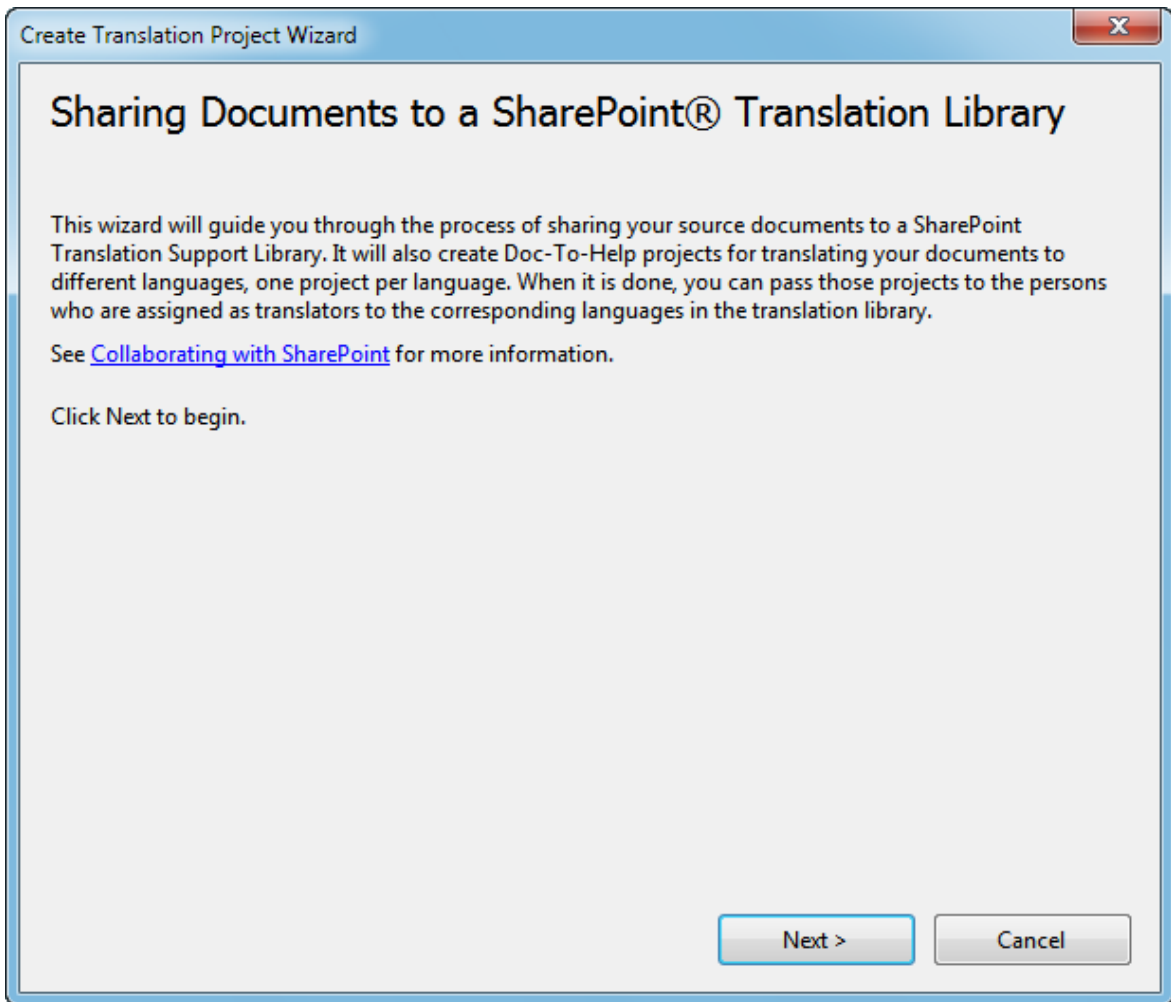 Create Translation Project Wizard
X
Sharing Documents to a SharePoint® Translation Library
This wizard will guide you through the process of sharing your source documents to a SharePoint
Translation Support Library. It will also create Doc-To-Help projects for translating your documents to
different languages, one project per language. When it is done, you can pass those projects to the persons
who are assigned as translators to the corresponding languages in the translation library.
See Collaborating with SharePoint for more information.
Click Next to begin.
Next > Cancel